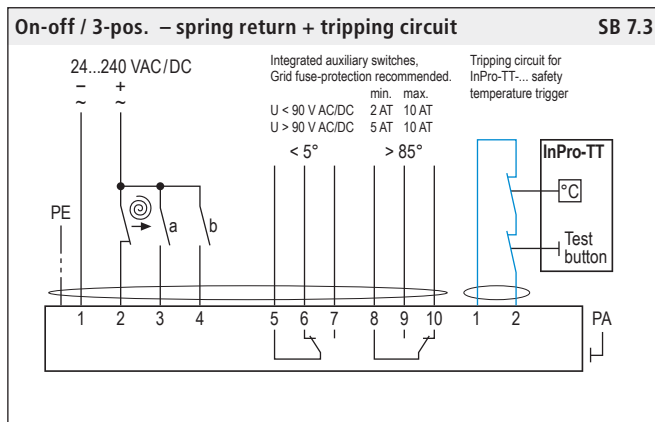 On-off / 3-pos. – spring return + tripping circuit SB 7.3
24...240 VAC/DC
– +
~ ~
Integrated auxiliary switches,
Grid fuse-protection recommended.
min. max.
U < 90 V AC/DC 2 AT 10 AT
U > 90 V AC/DC 5 AT 10 AT
< 5° > 85°
Tripping circuit for
InPro-TT-... safety
temperature trigger
InPro-TT
°C
Test
button
PE
a
b
1 2 3 4 5 6 7 8 9 10 1 2 PA